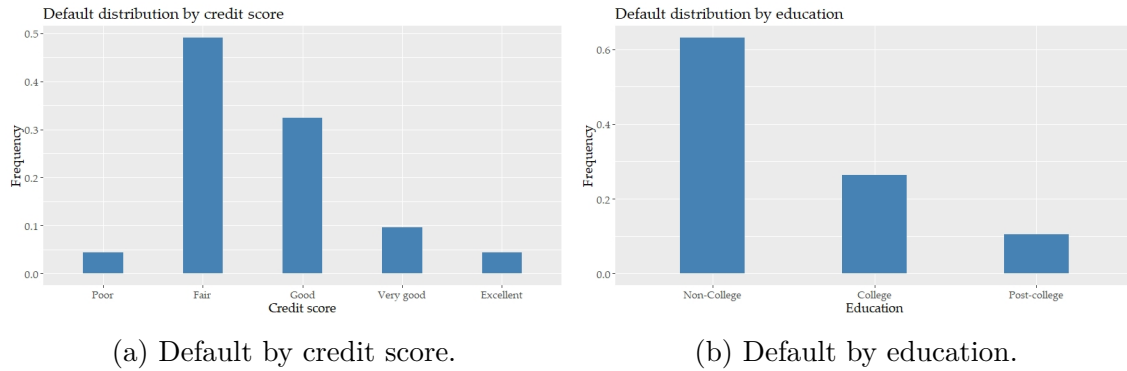 Default distribution by credit score
0.5
0.4
0.3
0.2
0.1
0.0
Frequency
Poor Fair Good Very good Excellent
Credit score
(a) Default by credit score.
Default distribution by education
0.6
0.4
0.2
0.0
Frequency
Non-College College Post-college
Education
(b) Default by education.